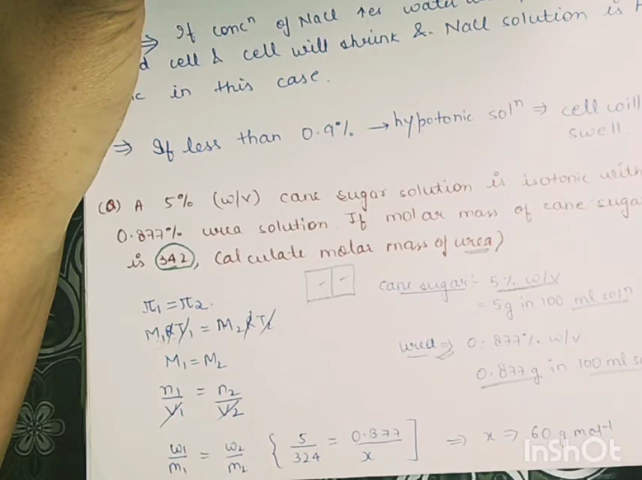 ⇒ If concⁿ of Nacl
d cell & cell will shrink & Nacl solution is
ic in this case.
⇒ If less than 0.9% → hypotonic solⁿ ⇒ cell will
swell.
(Q) A 5% (w/v) cane sugar solution is isotonic with
0.877% urea solution. If molar mass of cane sugar
is 342, Calculate molar mass of urea)
π₁ = π₂
M₁RT₁ = M₂RT₂
M₁ = M₂
n₁/V₁ = n₂/V₂
w₁/m₁ = w₂/m₂ { 5/324 = 0.877/x ] ⇒ x ⇒ 60 g mol⁻¹
cane sugar:- 5% w/v
= 5g in 100 ml solⁿ
urea ⇒ 0.877% w/v
0.877 g in 100 ml s
InShOt